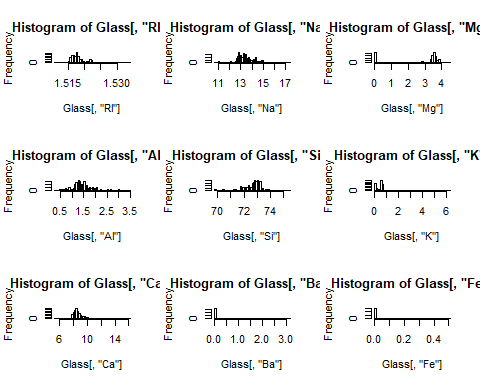 Histogram of Glass[, "RI
Histogram of Glass[, "Na
Histogram of Glass[, "Mg
Frequency
0
Frequency
0
Frequency
0
1.515 1.530
11 13 15 17
0 1 2 3 4
Glass[, "RI"]
Glass[, "Na"]
Glass[, "Mg"]
Histogram of Glass[, "Al
Histogram of Glass[, "Si
Histogram of Glass[, "K"
Frequency
0
Frequency
0
Frequency
0
0.5 1.5 2.5 3.5
70 72 74
0 2 4 6
Glass[, "Al"]
Glass[, "Si"]
Glass[, "K"]
Histogram of Glass[, "Ca
Histogram of Glass[, "Ba
Histogram of Glass[, "Fe
Frequency
0
Frequency
0
Frequency
0
6 10 14
0.0 1.0 2.0 3.0
0.0 0.2 0.4
Glass[, "Ca"]
Glass[, "Ba"]
Glass[, "Fe"]